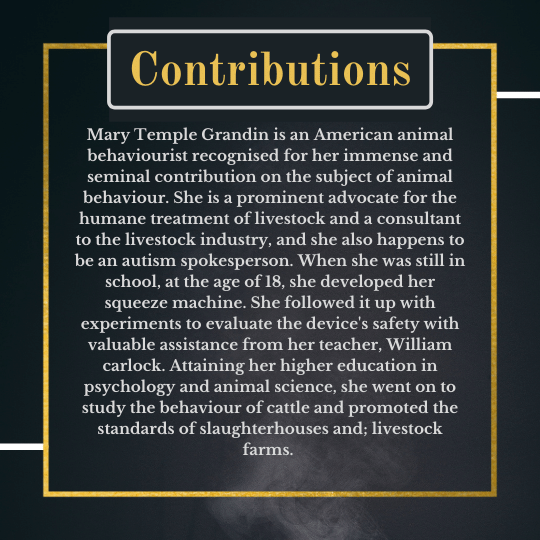 Contributions
Mary Temple Grandin is an American animal
behaviourist recognised for her immense and
seminal contribution on the subject of animal
behaviour. She is a prominent advocate for the
humane treatment of livestock and a consultant
to the livestock industry, and she also happens to
be an autism spokesperson. When she was still in
school, at the age of 18, she developed her
squeeze machine. She followed it up with
experiments to evaluate the device's safety with
valuable assistance from her teacher, William
carlock. Attaining her higher education in
psychology and animal science, she went on to
study the behaviour of cattle and promoted the
standards of slaughterhouses and; livestock
farms.